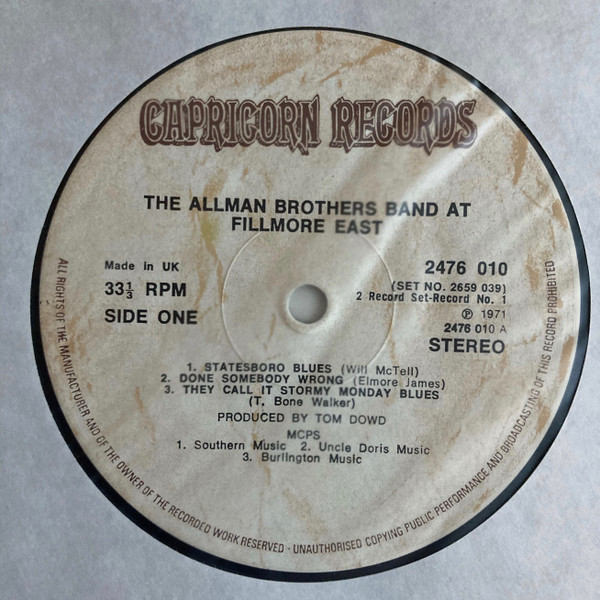 CAPRICORN RECORDS
THE ALLMAN BROTHERS BAND AT
FILLMORE EAST
Made in UK
33⅓ RPM
SIDE ONE
2476 010
(SET NO. 2659 039)
2 Record Set-Record No. 1
℗ 1971
2476 010 A
STEREO
1. STATESBORO BLUES (Will McTell)
2. DONE SOMEBODY WRONG (Elmore James)
3. THEY CALL IT STORMY MONDAY BLUES
(T. Bone Walker)
PRODUCED BY TOM DOWD
MCPS
1. Southern Music 2. Uncle Doris Music
3. Burlington Music
ALL RIGHTS OF THE MANUFACTURER AND OF THE OWNER OF THE RECORDED WORK RESERVED · UNAUTHORISED COPYING PUBLIC PERFORMANCE AND BROADCASTING OF THIS RECORD PROHIBITED